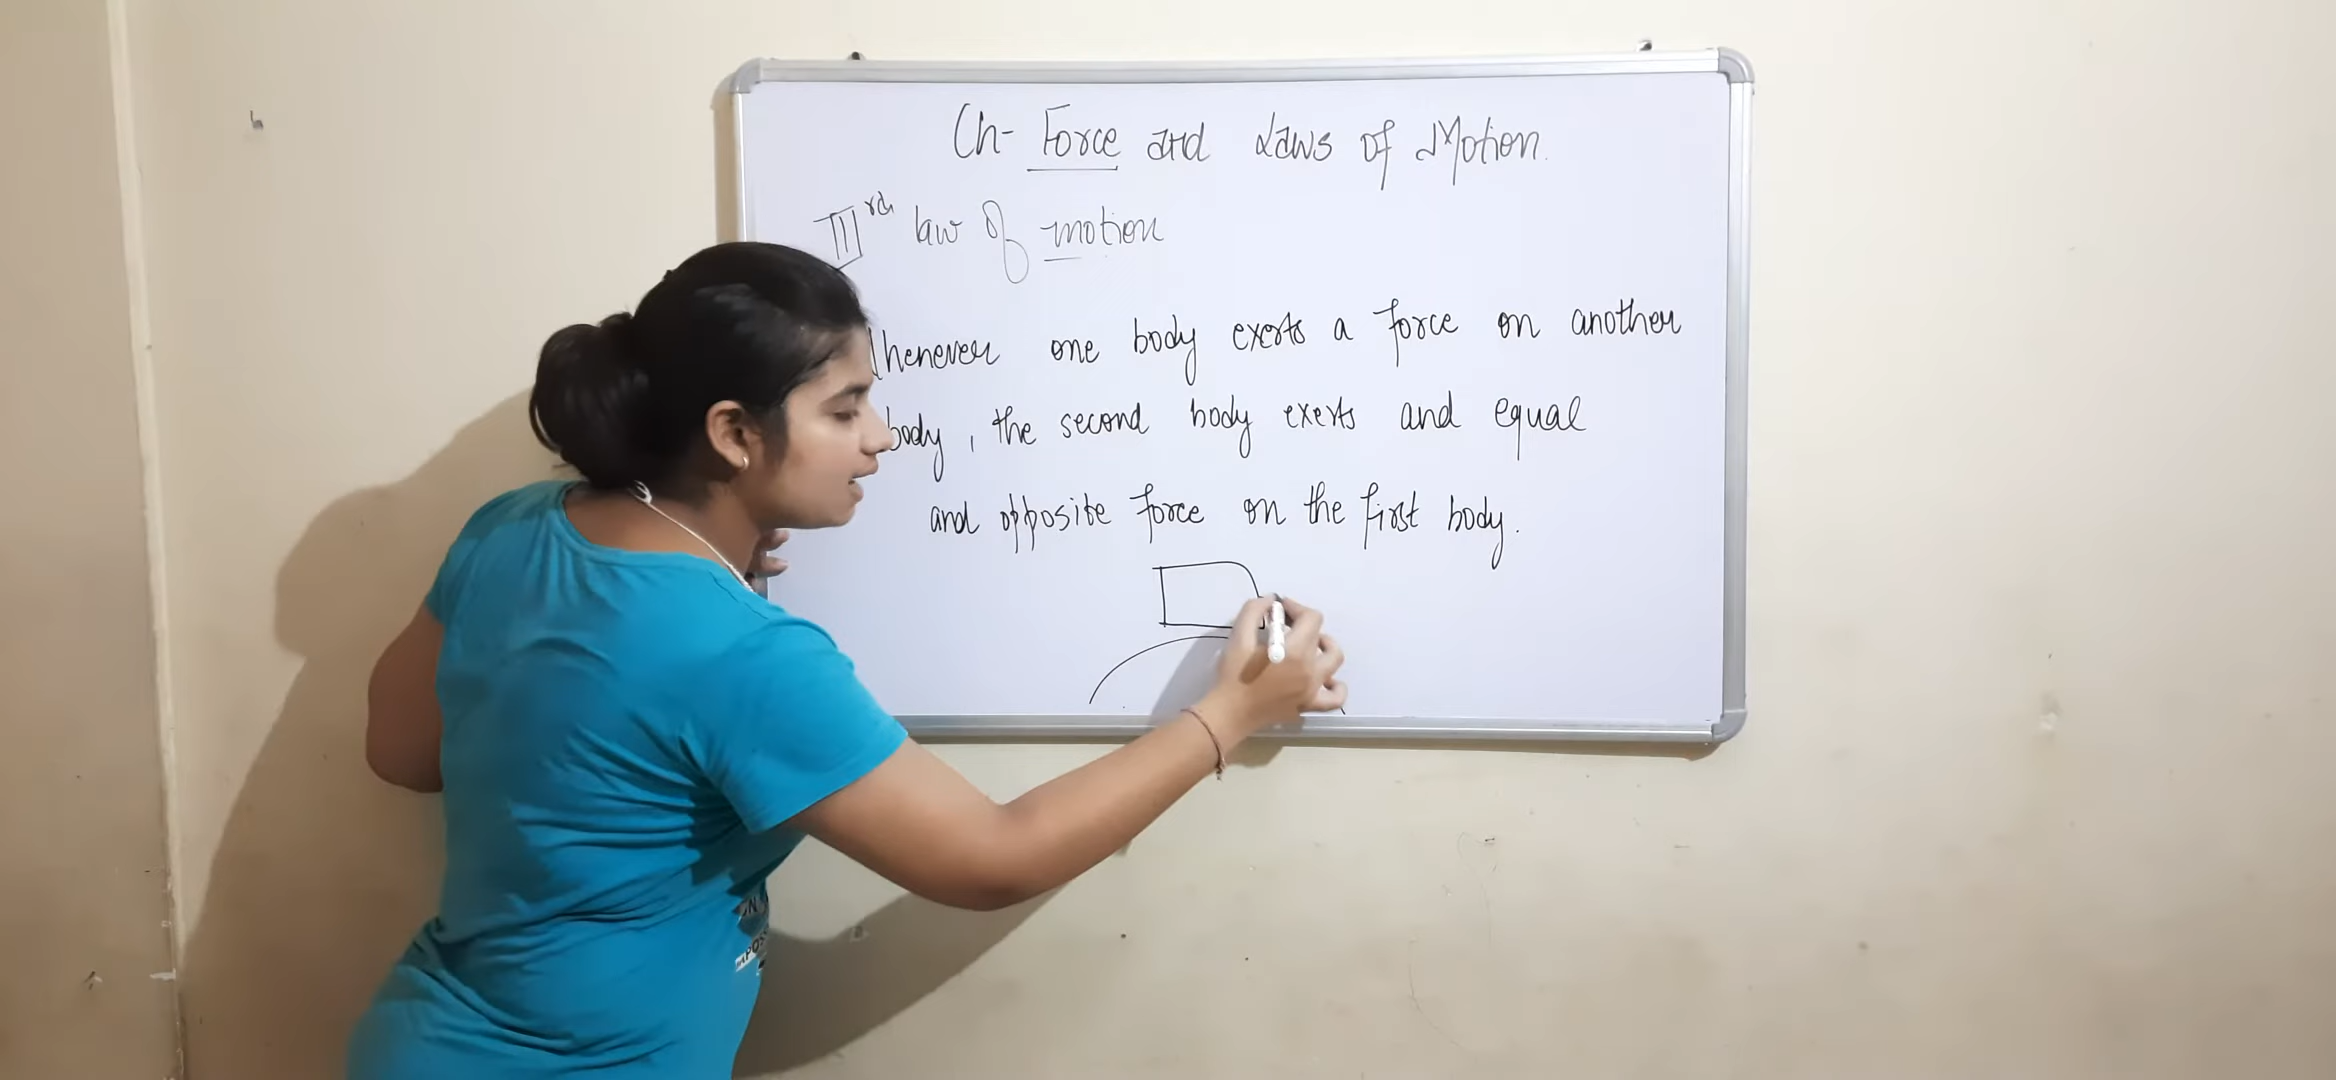 Ch- Force and Laws of Motion.
III rd law of motion
Whenever one body exerts a force on another
body, the second body exerts and equal
and opposite force on the first body.